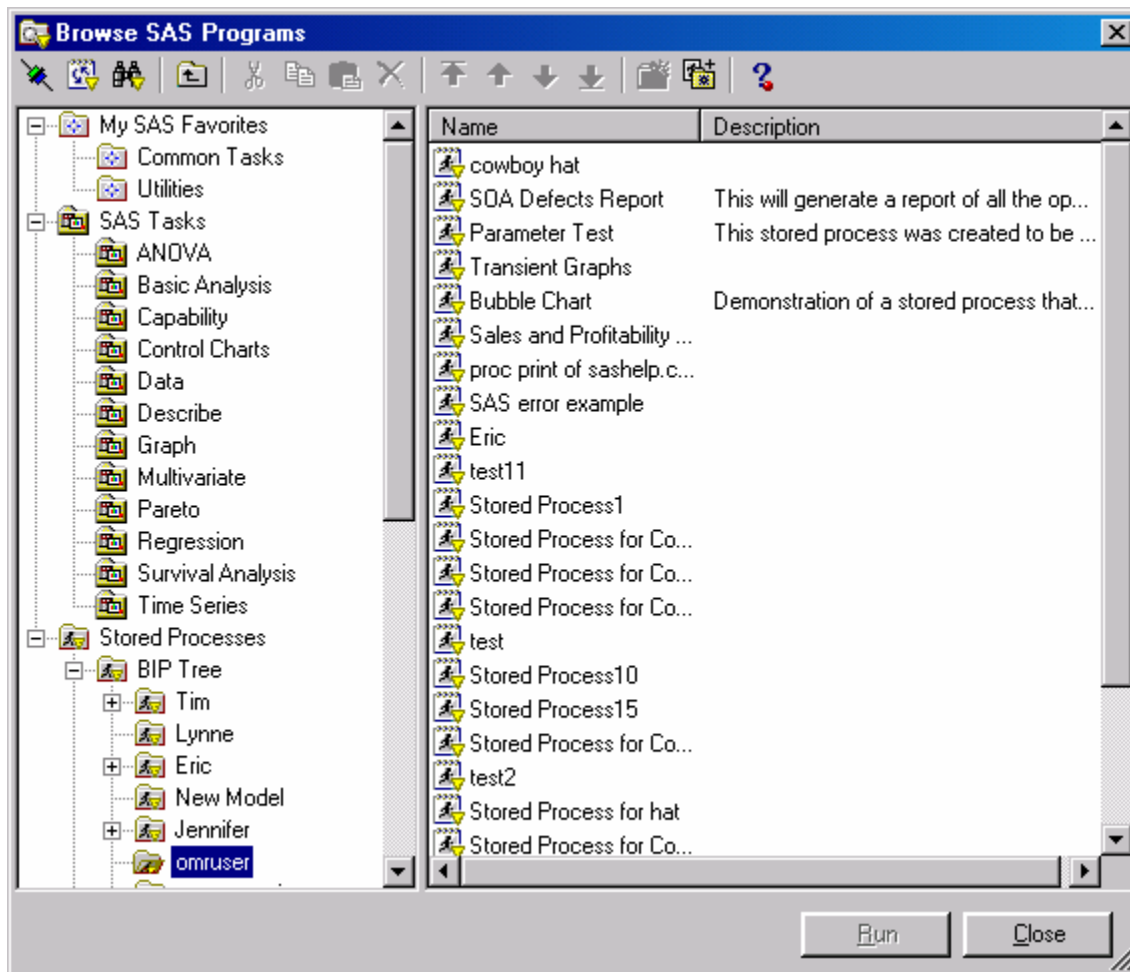 Browse SAS Programs
My SAS Favorites
Common Tasks
Utilities
SAS Tasks
ANOVA
Basic Analysis
Capability
Control Charts
Data
Describe
Graph
Multivariate
Pareto
Regression
Survival Analysis
Time Series
Stored Processes
BIP Tree
Tim
Lynne
Eric
New Model
Jennifer
omruser
Name Description
cowboy hat
SOA Defects Report This will generate a report of all the op...
Parameter Test This stored process was created to be ...
Transient Graphs
Bubble Chart Demonstration of a stored process that...
Sales and Profitability ...
proc print of sashelp.c...
SAS error example
Eric
test11
Stored Process1
Stored Process for Co...
Stored Process for Co...
Stored Process for Co...
test
Stored Process10
Stored Process15
Stored Process for Co...
test2
Stored Process for hat
Stored Process for Co...
Run Close